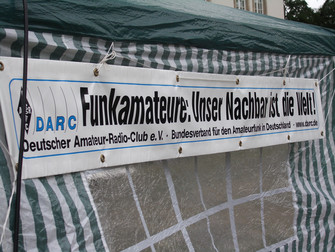 DARC Funkamateure: Unser Nachbar ist die Welt!
Deutscher Amateur-Radio-Club e. V. · Bundesverband für den Amateurfunk in Deutschland · www.darc.de